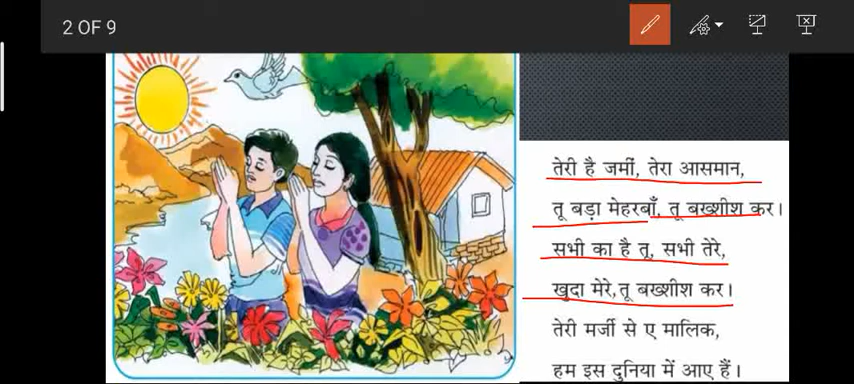 2 OF 9
तेरी है जमीं, तेरा आसमान,
तू बड़ा मेहरबाँ, तू बख्शीश कर।
सभी का है तू, सभी तेरे,
खुदा मेरे,तू बख्शीश कर।
तेरी मर्जी से ए मालिक,
हम इस दुनिया में आए हैं।